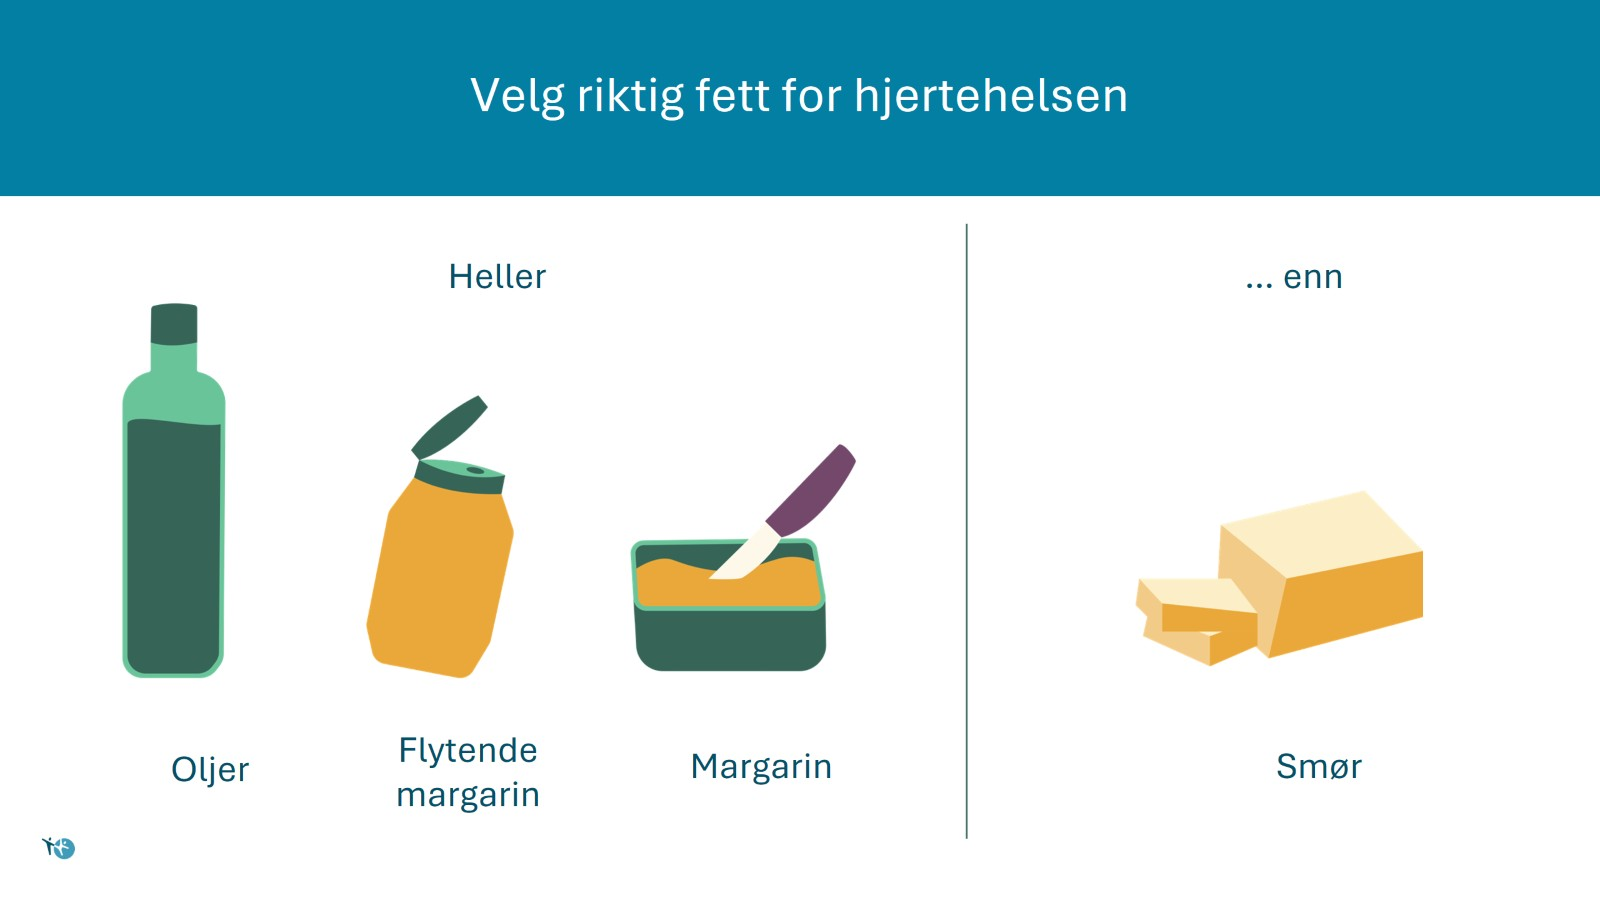 Velg riktig fett for hjertehelsen
Heller
... enn
Oljer
Flytende
margarin
Margarin
Smør